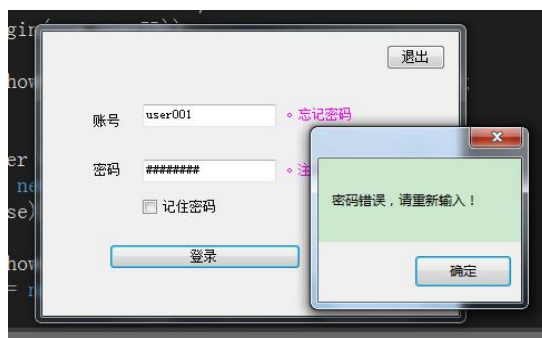 退出
账号 user001 忘记密码
密码 ######## 注
记住密码
登录
密码错误，请重新输入！
确定